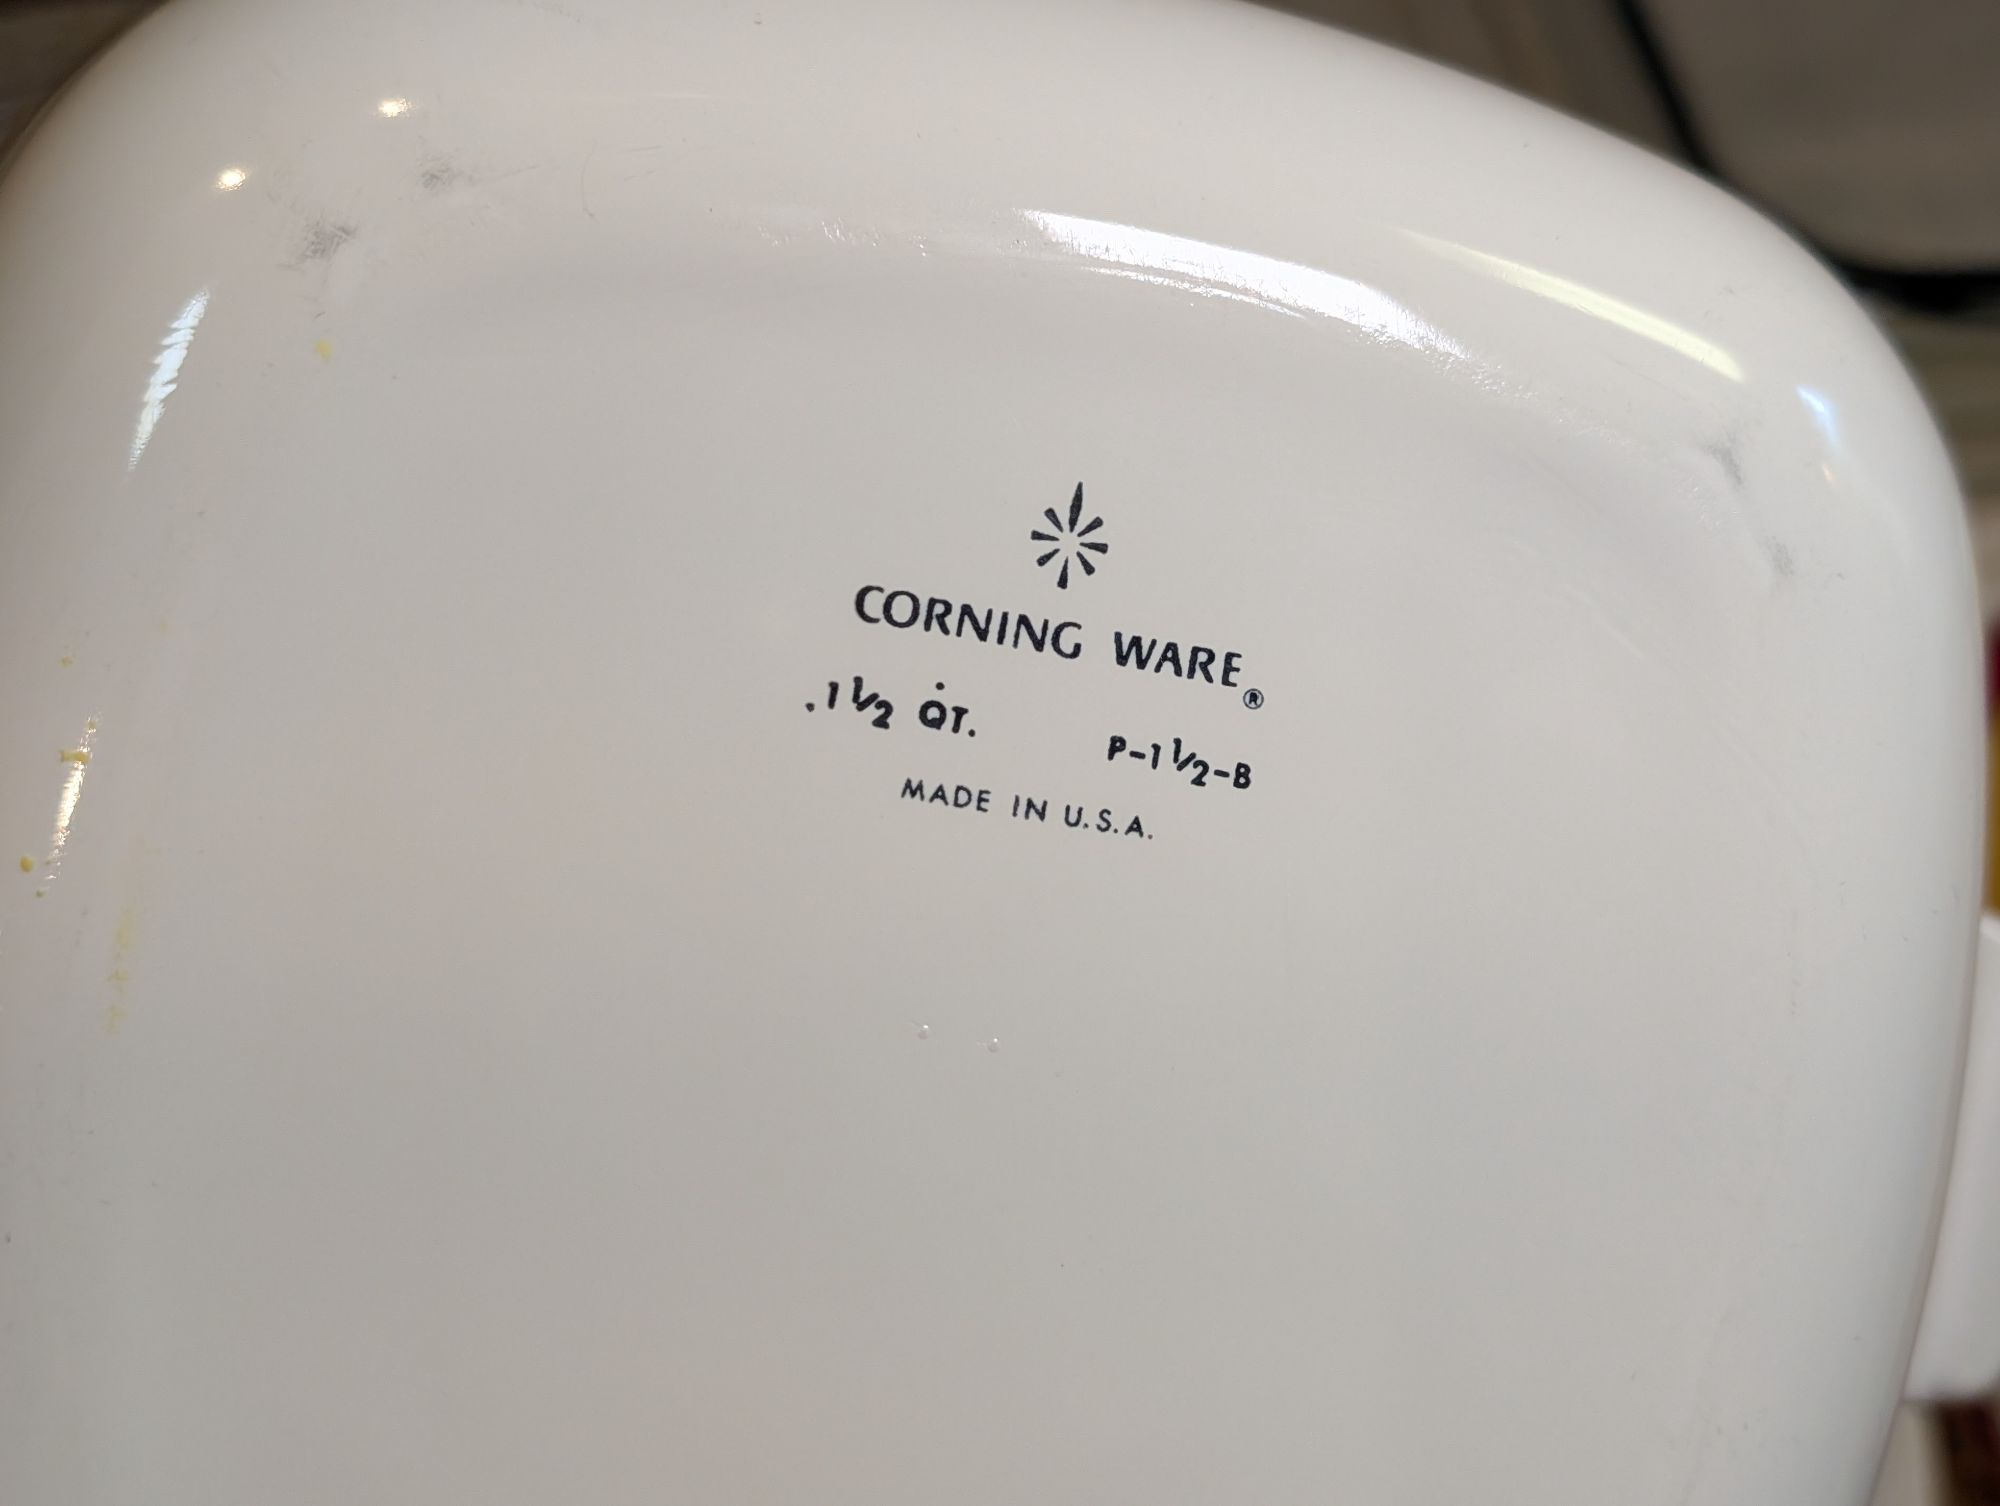 CORNING WARE®
.1½ QT. P-1½-B
MADE IN U.S.A.